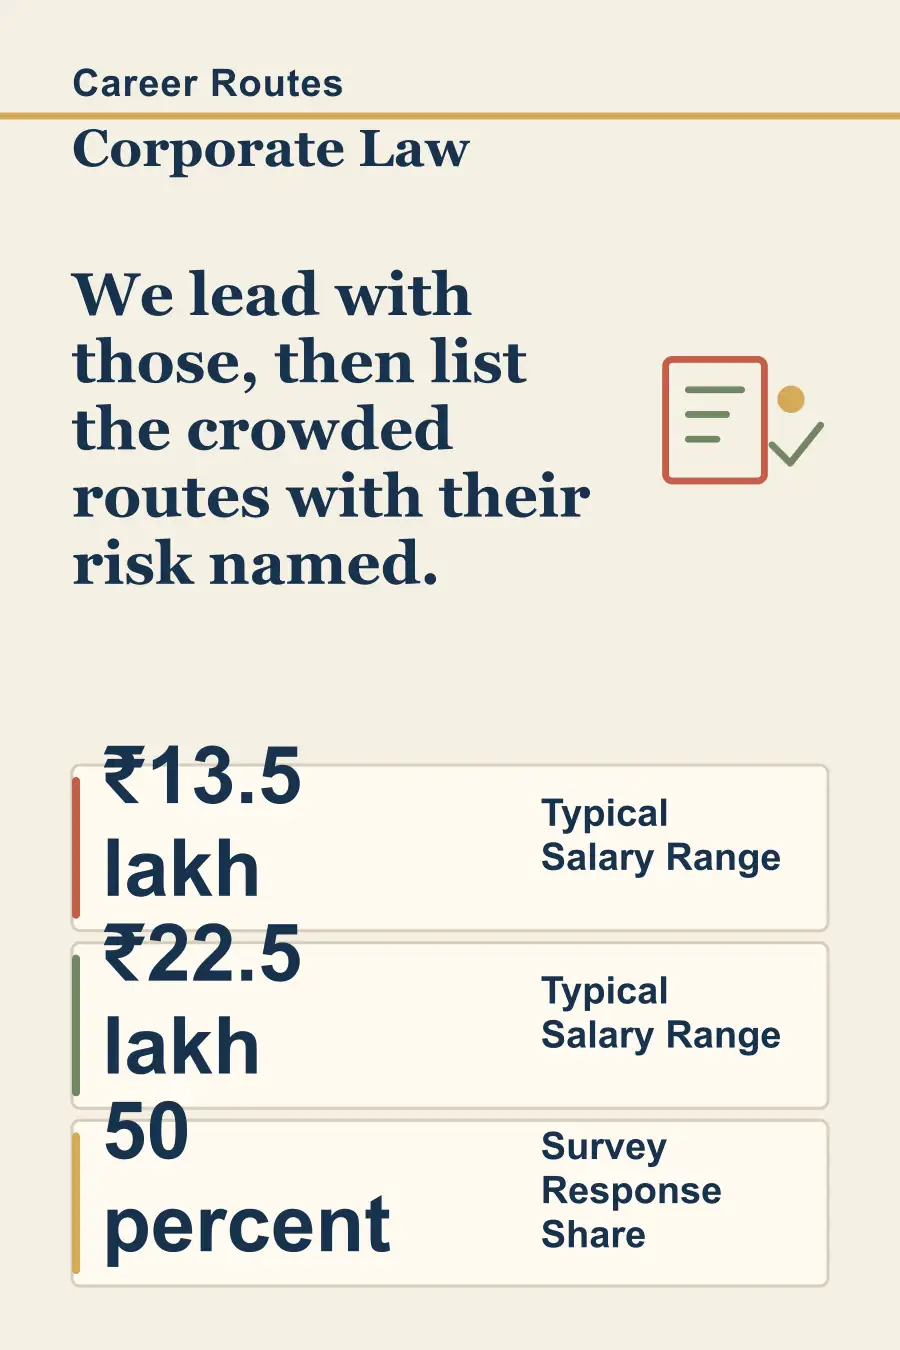 Career Routes
Corporate Law
We lead with
those, then list
the crowded
routes with their
risk named.
₹13.5
lakh
Typical
Salary Range
₹22.5
lakh
Typical
Salary Range
50
percent
Survey
Response
Share